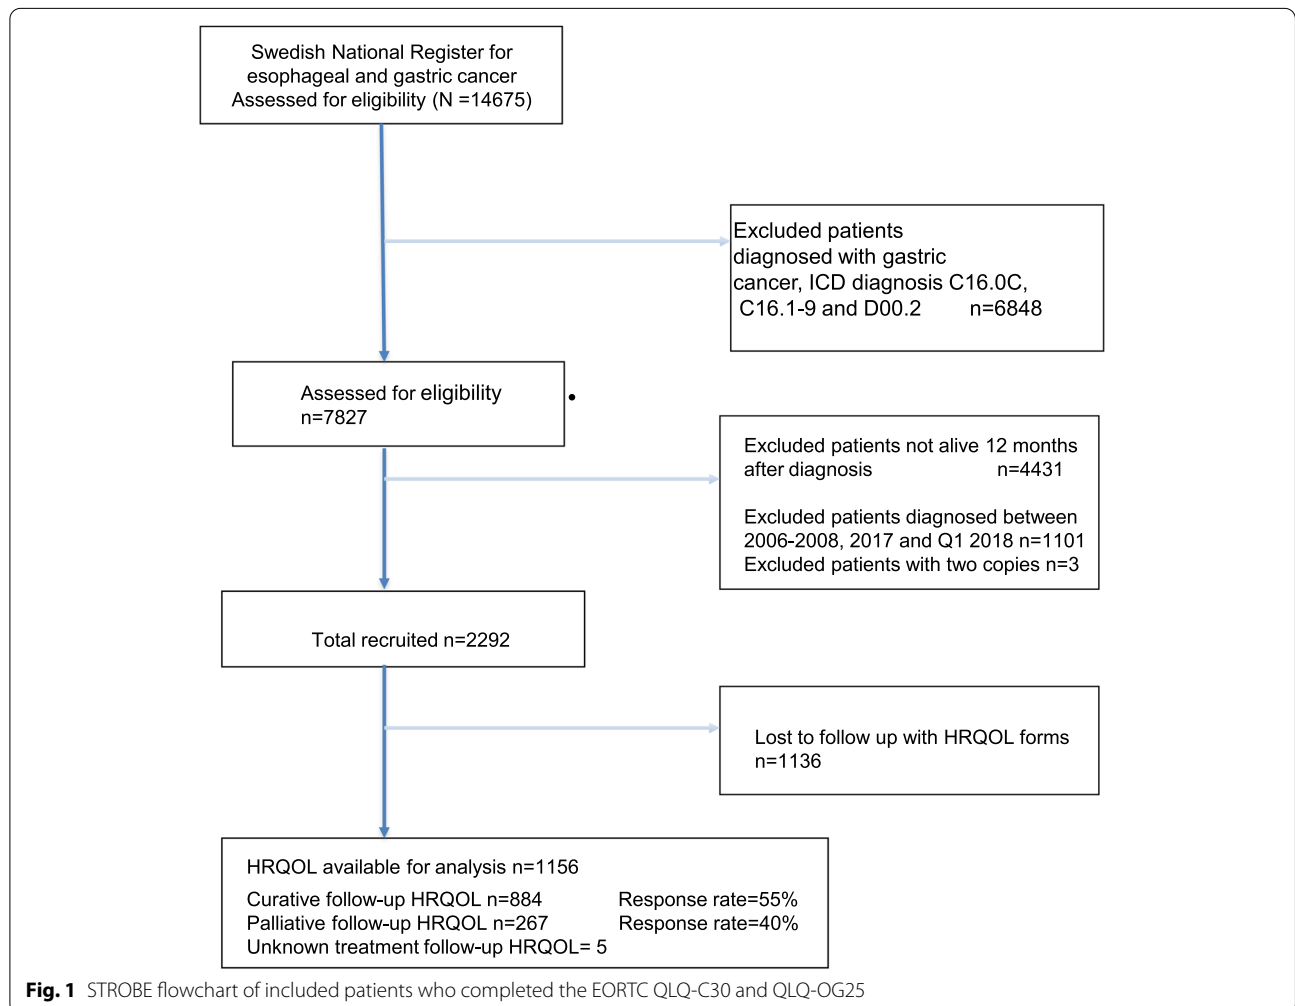 Swedish National Register for
esophageal and gastric cancer
Assessed for eligibility (N =14675)
Excluded patients
diagnosed with gastric
cancer, ICD diagnosis C16.0C,
C16.1-9 and D00.2 n=6848
Assessed for eligibility
n=7827
Excluded patients not alive 12 months
after diagnosis n=4431
Excluded patients diagnosed between
2006-2008, 2017 and Q1 2018 n=1101
Excluded patients with two copies n=3
Total recruited n=2292
Lost to follow up with HRQOL forms
n=1136
HRQOL available for analysis n=1156
Curative follow-up HRQOL n=884 Response rate=55%
Palliative follow-up HRQOL n=267 Response rate=40%
Unknown treatment follow-up HRQOL= 5
Fig. 1 STROBE flowchart of included patients who completed the EORTC QLQ-C30 and QLQ-OG25